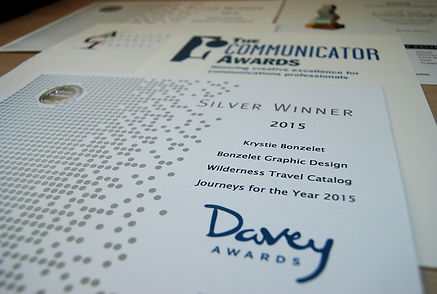 THE
COMMUNICATOR
AWARDS
Honoring creative excellence for
communications professionals
SILVER WINNER
2015
Krystie Bonzelet
Bonzelet Graphic Design
Wilderness Travel Catalog
Journeys for the Year 2015
Davey
AWARDS